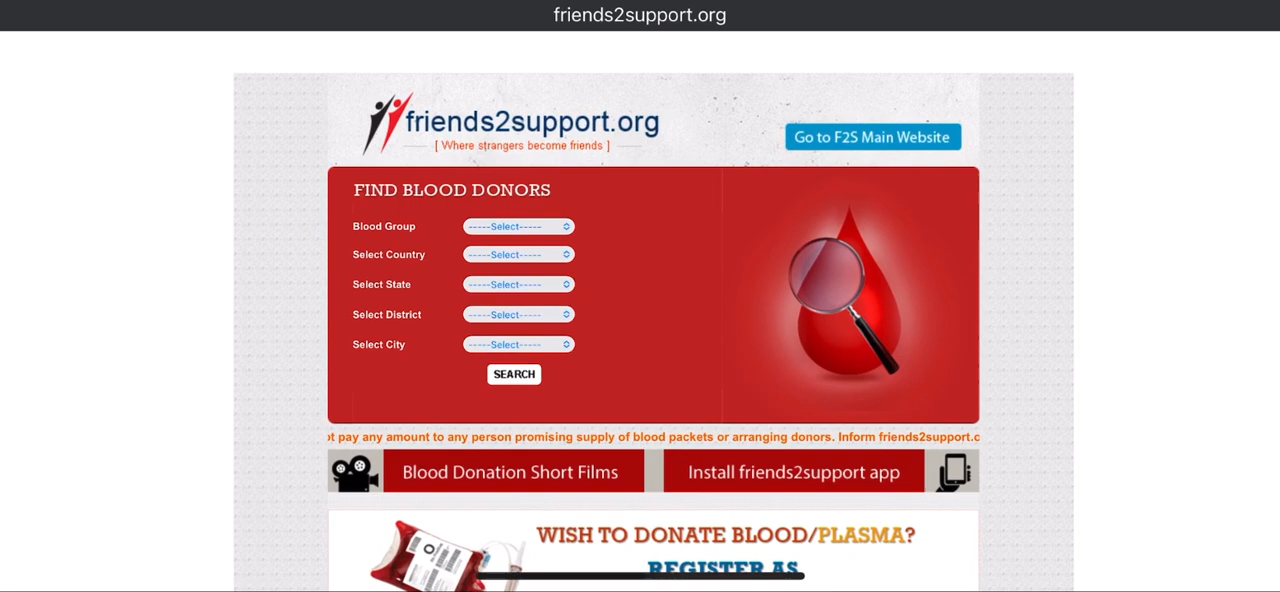 friends2support.org
friends2support.org
[ Where strangers become friends ]
Go to F2S Main Website
FIND BLOOD DONORS
Blood Group -----Select-----
Select Country -----Select-----
Select State -----Select-----
Select District -----Select-----
Select City -----Select-----
SEARCH
pay any amount to any person promising supply of blood packets or arranging donors. Inform friends2support.
Blood Donation Short Films
Install friends2support app
WISH TO DONATE BLOOD/PLASMA?
REGISTER AS